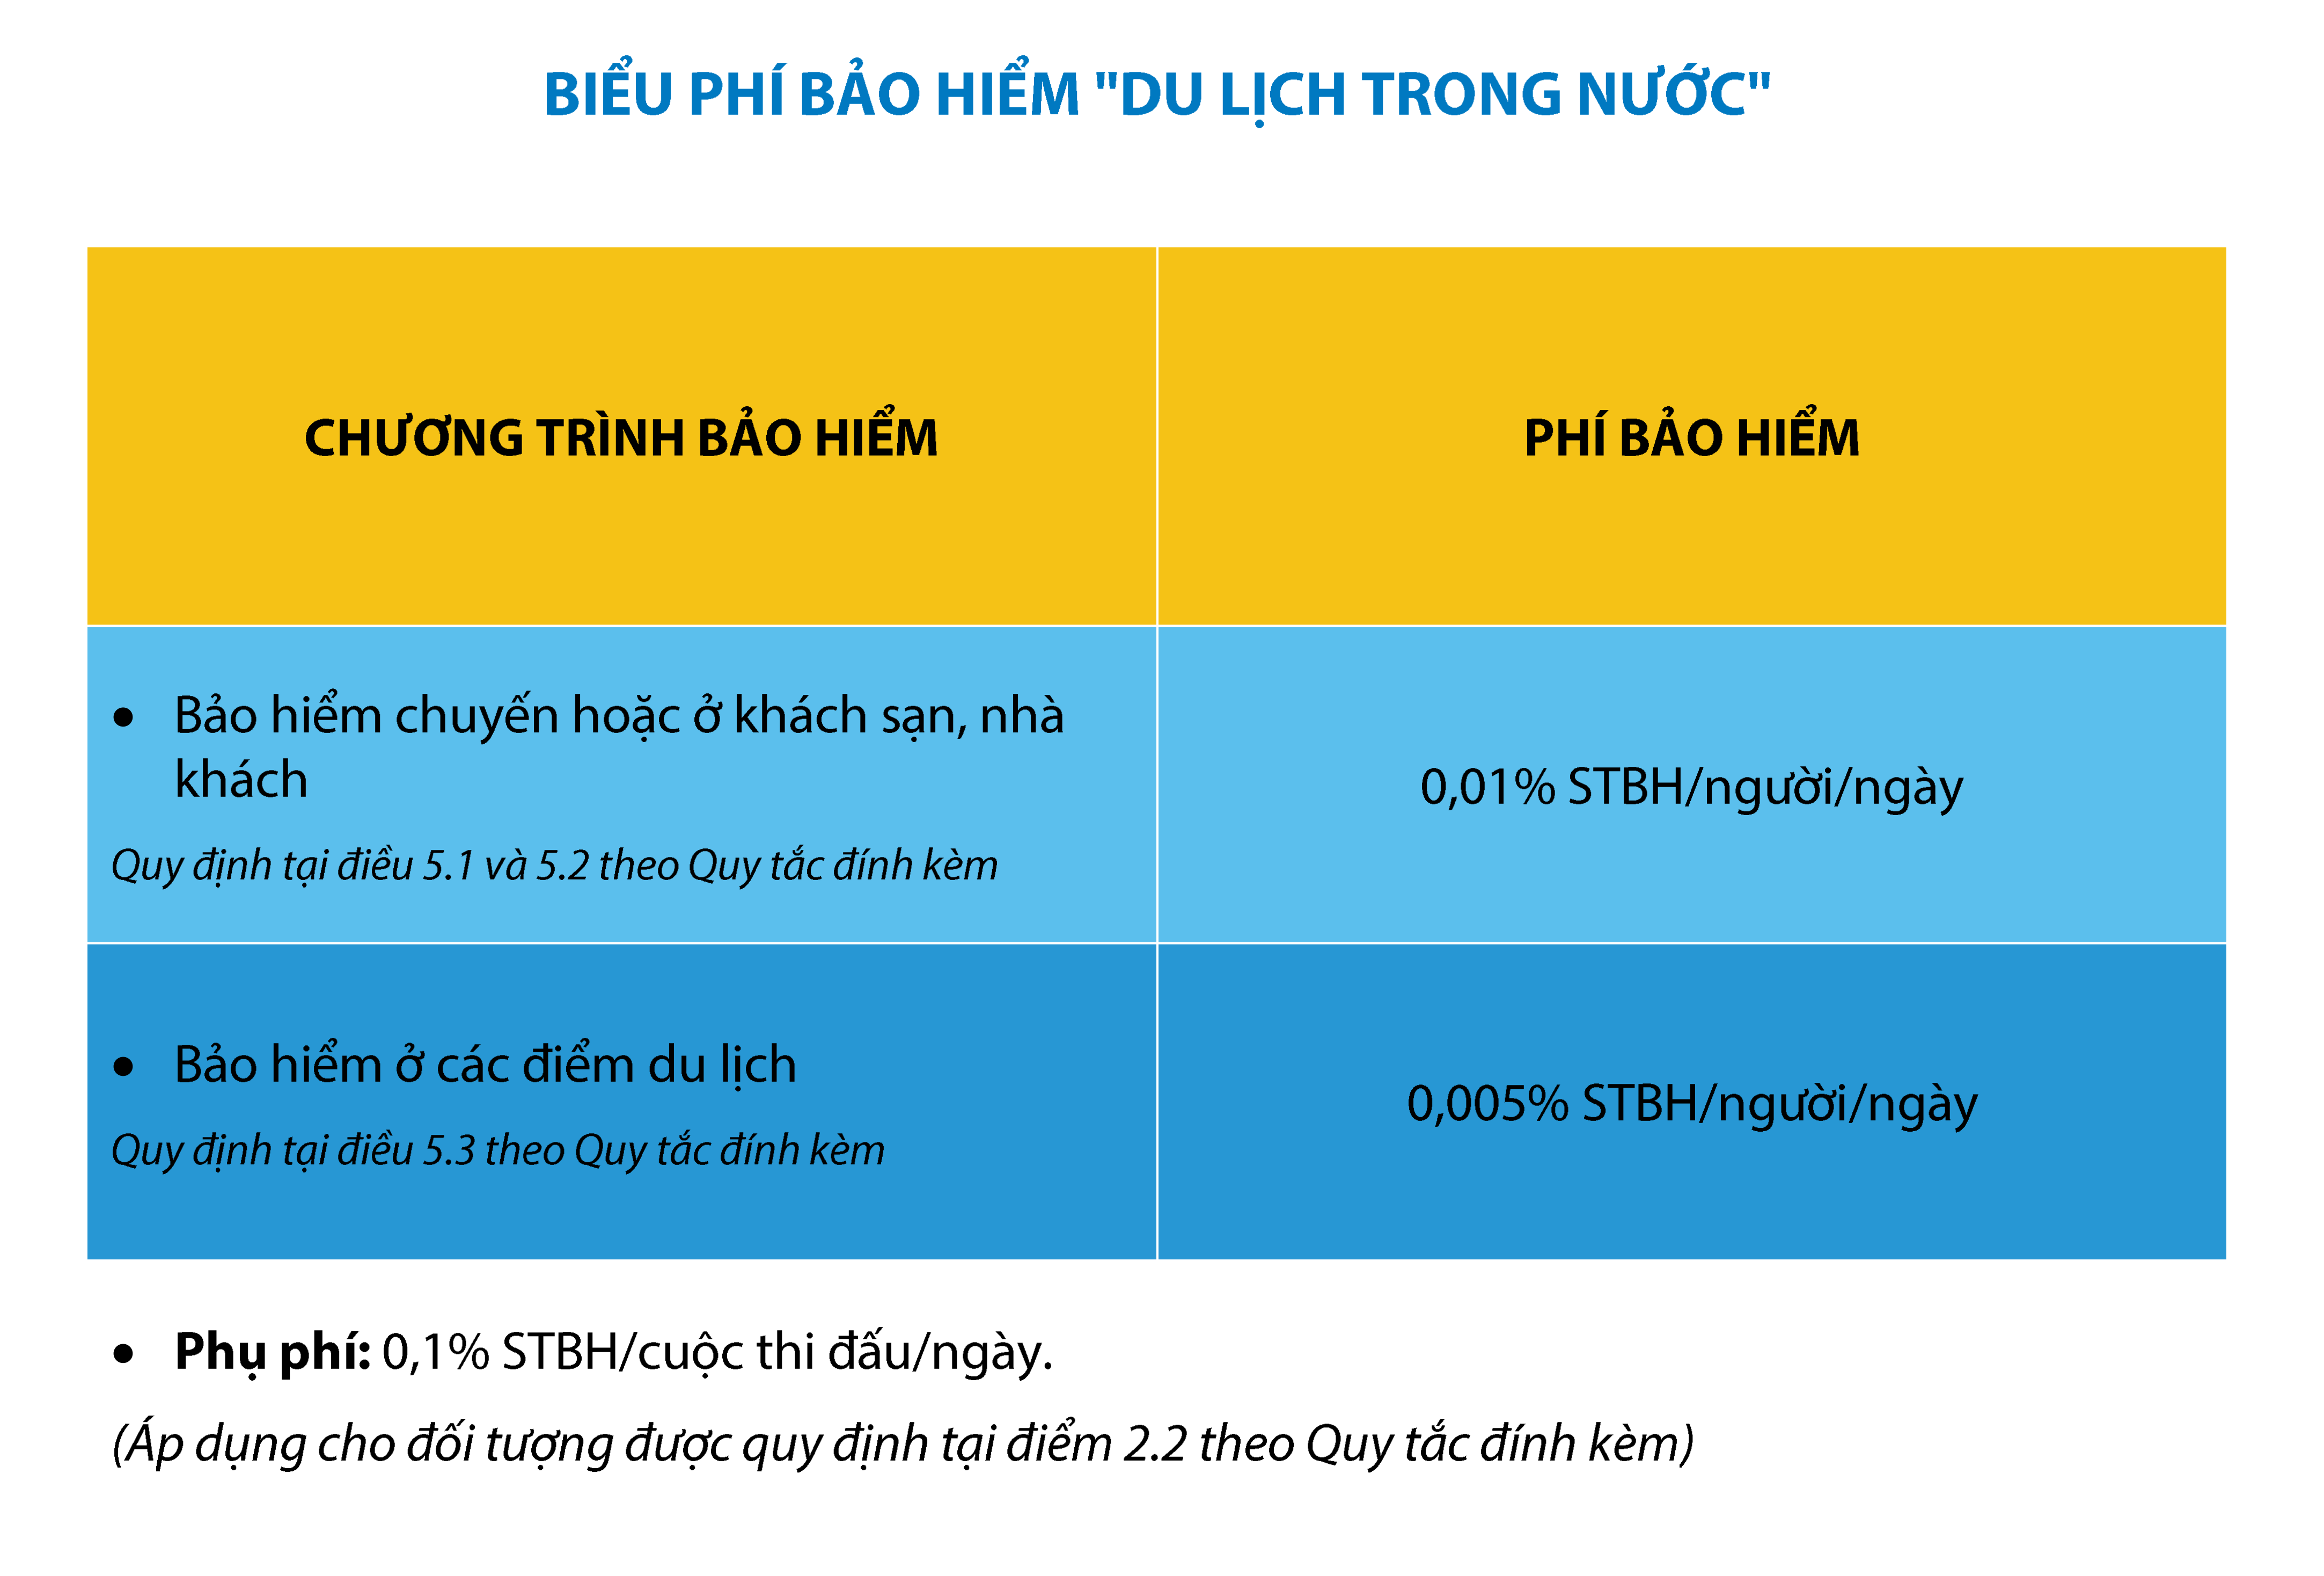 BIỂU PHÍ BẢO HIỂM "DU LỊCH TRONG NƯỚC"
CHƯƠNG TRÌNH BẢO HIỂM
PHÍ BẢO HIỂM
• Bảo hiểm chuyến hoặc ở khách sạn, nhà
khách
Quy định tại điều 5.1 và 5.2 theo Quy tắc đính kèm
0,01% STBH/người/ngày
• Bảo hiểm ở các điểm du lịch
Quy định tại điều 5.3 theo Quy tắc đính kèm
0,005% STBH/người/ngày
• Phụ phí: 0,1% STBH/cuộc thi đấu/ngày.
(Áp dụng cho đối tượng được quy định tại điểm 2.2 theo Quy tắc đính kèm)